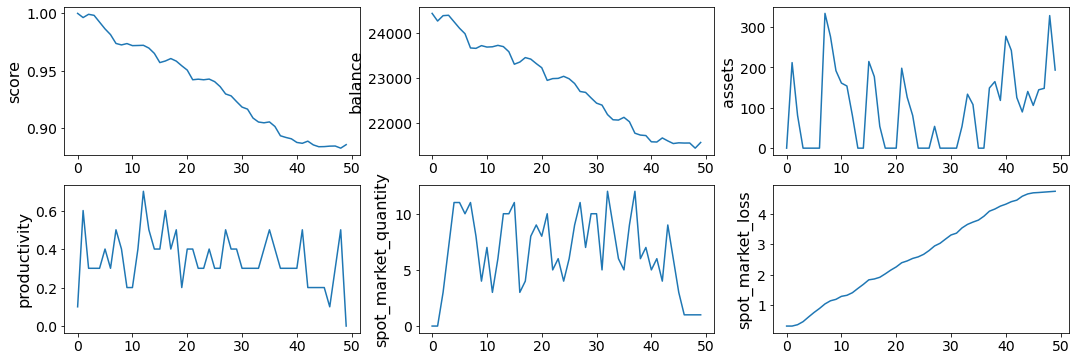 score
1.00
0.95
0.90
0 10 20 30 40 50
balance
24000
23000
22000
0 10 20 30 40 50
assets
300
200
100
0
0 10 20 30 40 50
productivity
0.6
0.4
0.2
0.0
0 10 20 30 40 50
spot_market_quantity
10
5
0
0 10 20 30 40 50
spot_market_loss
4
3
2
1
0 10 20 30 40 50